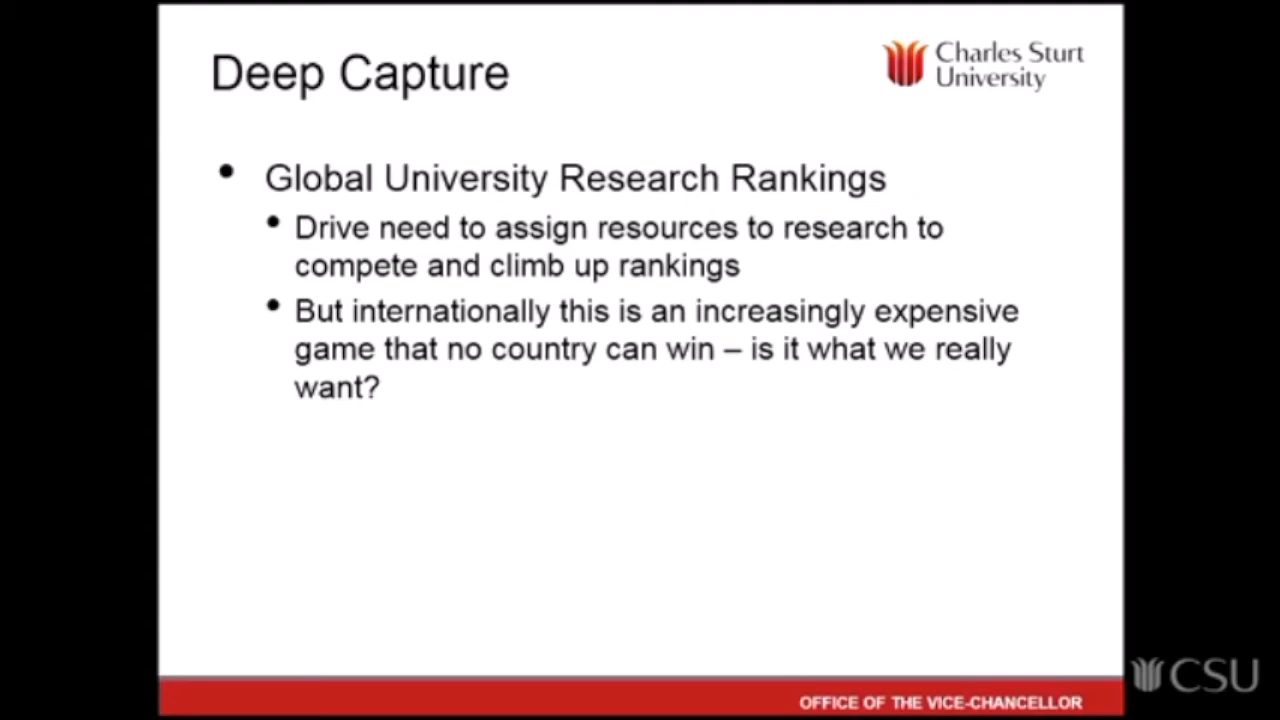 Deep Capture
Charles Sturt
University
• Global University Research Rankings
• Drive need to assign resources to research to
compete and climb up rankings
• But internationally this is an increasingly expensive
game that no country can win – is it what we really
want?
OFFICE OF THE VICE-CHANCELLOR
CSU